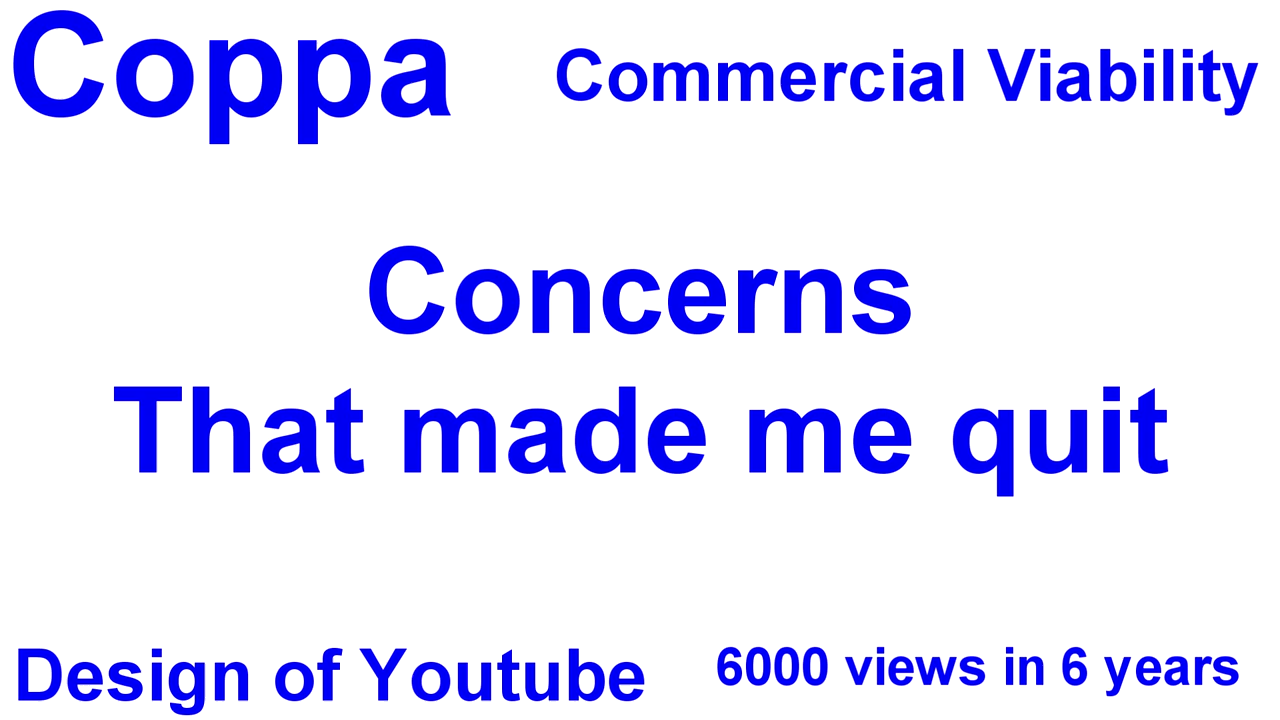 Coppa
Commercial Viability
Concerns
That made me quit
Design of Youtube
6000 views in 6 years